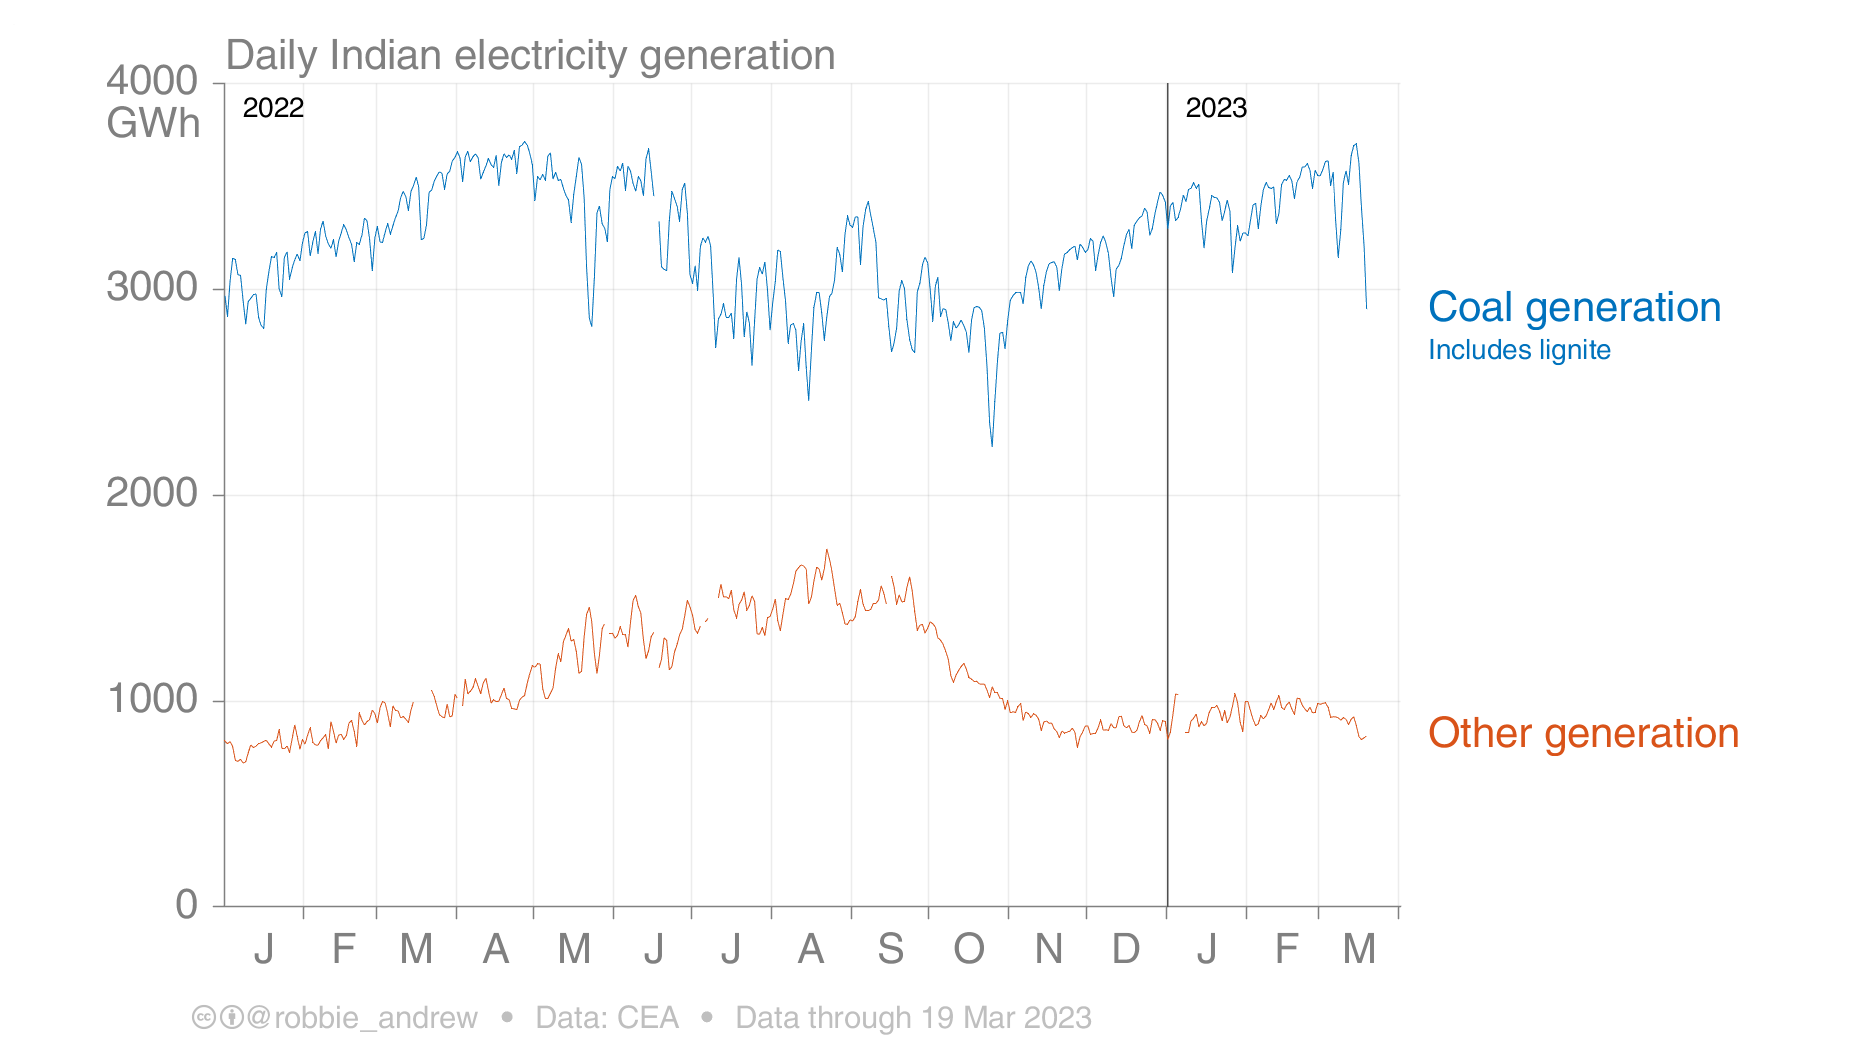 Daily Indian electricity generation
4000
GWh
2022
2023
3000
Coal generation
Includes lignite
2000
1000
Other generation
0
J F M A M J J A S O N D J F M
@robbie_andrew • Data: CEA • Data through 19 Mar 2023